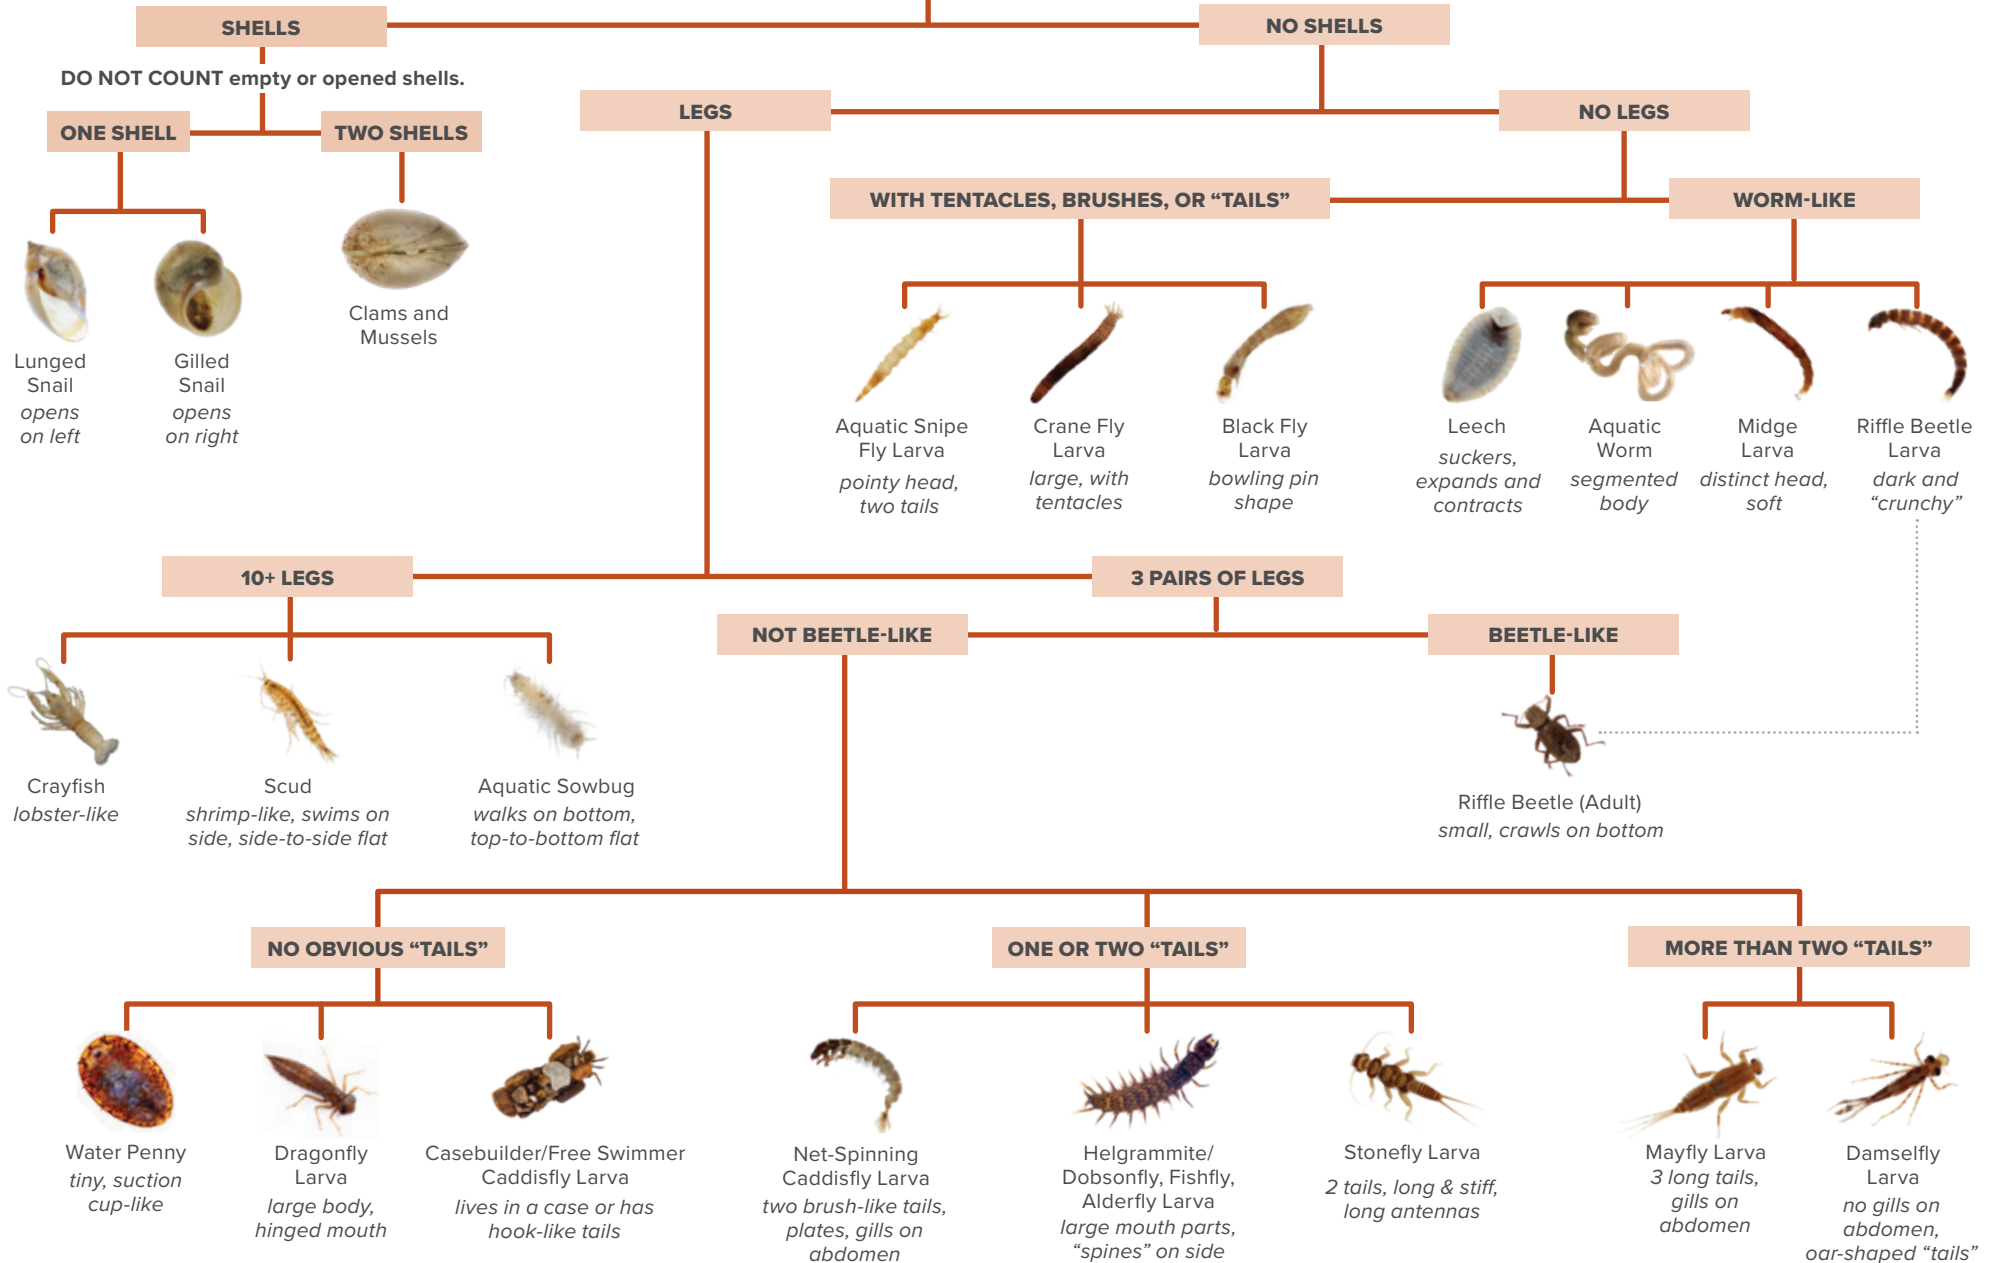 SHELLS
NO SHELLS
DO NOT COUNT empty or opened shells.
LEGS
NO LEGS
ONE SHELL
TWO SHELLS
WITH TENTACLES, BRUSHES, OR “TAILS”
WORM-LIKE
Lunged
Snail
opens
on left
Gilled
Snail
opens
on right
Clams and
Mussels
Aquatic Snipe
Fly Larva
pointy head,
two tails
Crane Fly
Larva
large, with
tentacles
Black Fly
Larva
bowling pin
shape
Leech
suckers,
expands and
contracts
Aquatic
Worm
segmented
body
Midge
Larva
distinct head,
soft
Riffle Beetle
Larva
dark and
“crunchy”
10+ LEGS
3 PAIRS OF LEGS
NOT BEETLE-LIKE
BEETLE-LIKE
Crayfish
lobster-like
Scud
shrimp-like, swims on
side, side-to-side flat
Aquatic Sowbug
walks on bottom,
top-to-bottom flat
Riffle Beetle (Adult)
small, crawls on bottom
NO OBVIOUS “TAILS”
ONE OR TWO “TAILS”
MORE THAN TWO “TAILS”
Water Penny
tiny, suction
cup-like
Dragonfly
Larva
large body,
hinged mouth
Casebuilder/Free Swimmer
Caddisfly Larva
lives in a case or has
hook-like tails
Net-Spinning
Caddisfly Larva
two brush-like tails,
plates, gills on
abdomen
Helgrammite/
Dobsonfly, Fishfly,
Alderfly Larva
large mouth parts,
“spines” on side
Stonefly Larva
2 tails, long & stiff,
long antennas
Mayfly Larva
3 long tails,
gills on
abdomen
Damselfly
Larva
no gills on
abdomen,
oar-shaped “tails”